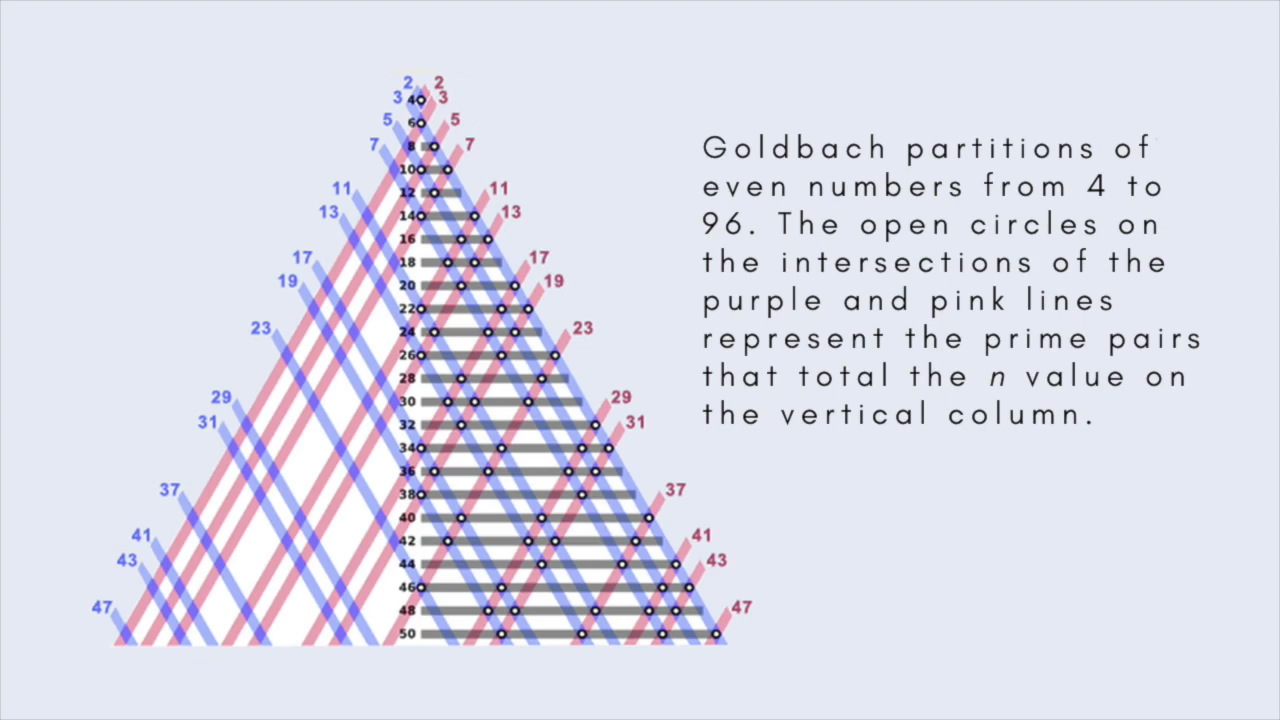 2 2
3 4 3
6
5 5
8
7 7
10
11 12 11
13 14 13
16
17 18 17
19 20 19
22
23 24 23
26
28
29 30 29
31 32 31
34
36
37 38 37
40
41 42 41
43 44 43
46
47 48 47
50
Goldbach partitions of
even numbers from 4 to
96. The open circles on
the intersections of the
purple and pink lines
represent the prime pairs
that total the n value on
the vertical column.